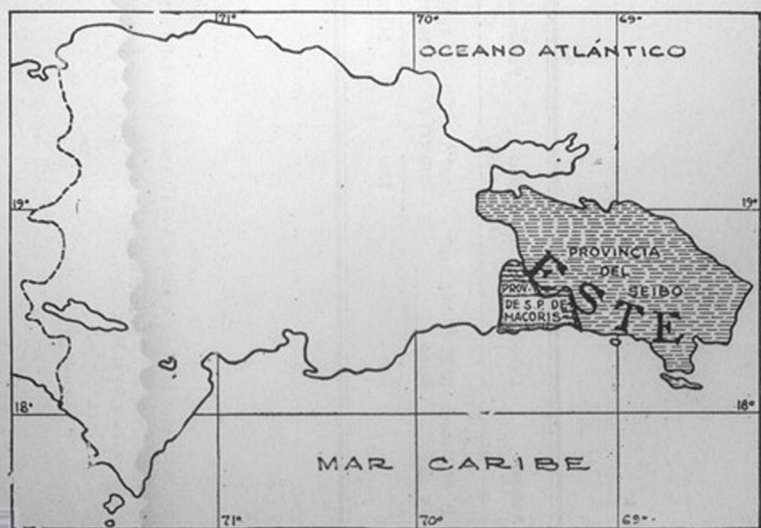 71° 70° 69°
OCEANO ATLÁNTICO
19° 19°
PROVINCIA
DEL
SEIBO
ESTE
PROV.
DE S.P. DE
MACORIS
18° 18°
MAR CARIBE
71° 70° 69°